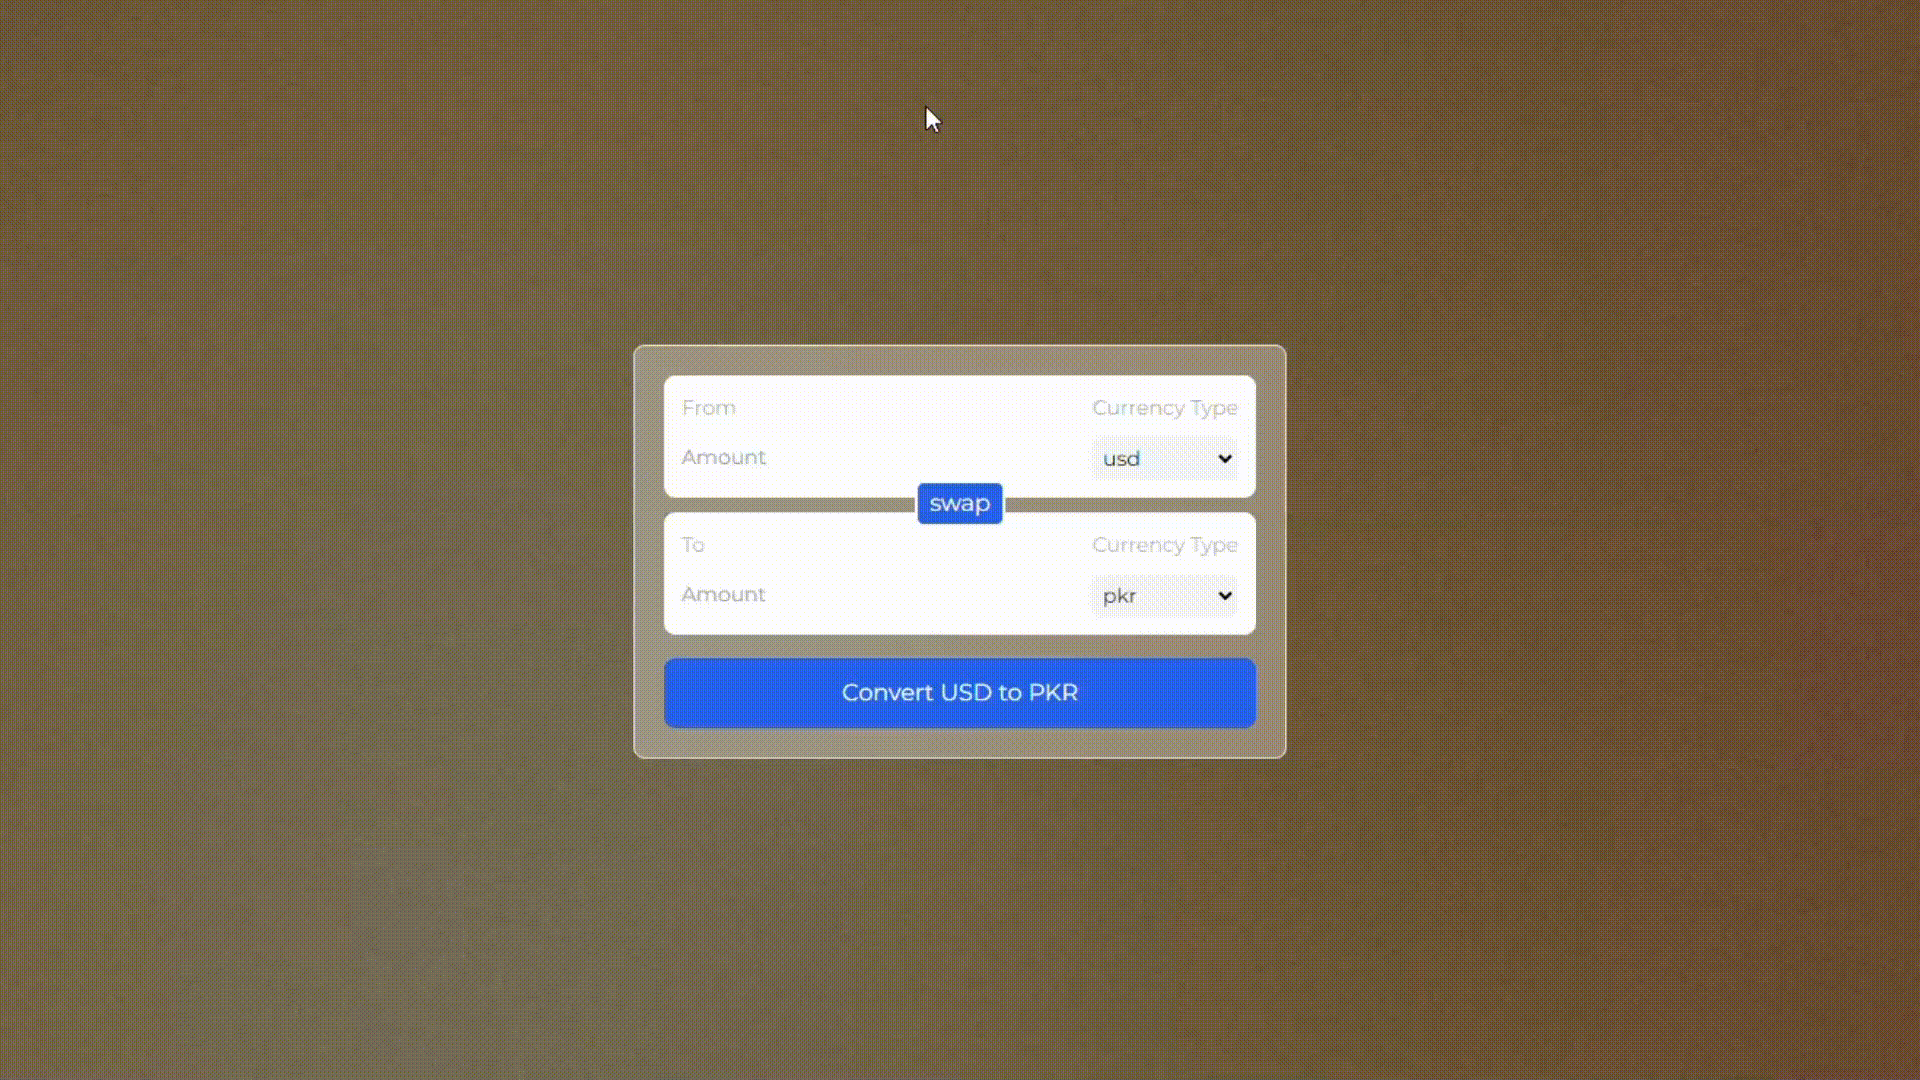 From Currency Type
Amount usd
swap
To Currency Type
Amount pkr
Convert USD to PKR